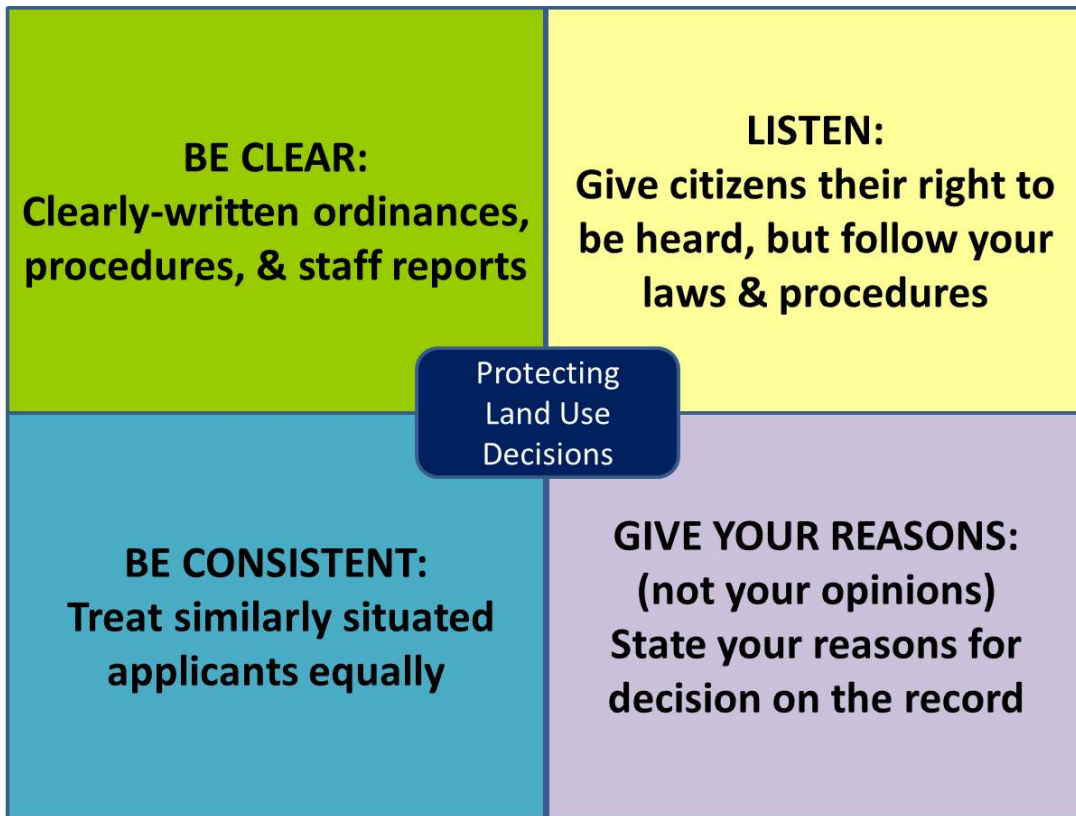 BE CLEAR:
Clearly-written ordinances,
procedures, & staff reports
LISTEN:
Give citizens their right to
be heard, but follow your
laws & procedures
Protecting
Land Use
Decisions
BE CONSISTENT:
Treat similarly situated
applicants equally
GIVE YOUR REASONS:
(not your opinions)
State your reasons for
decision on the record